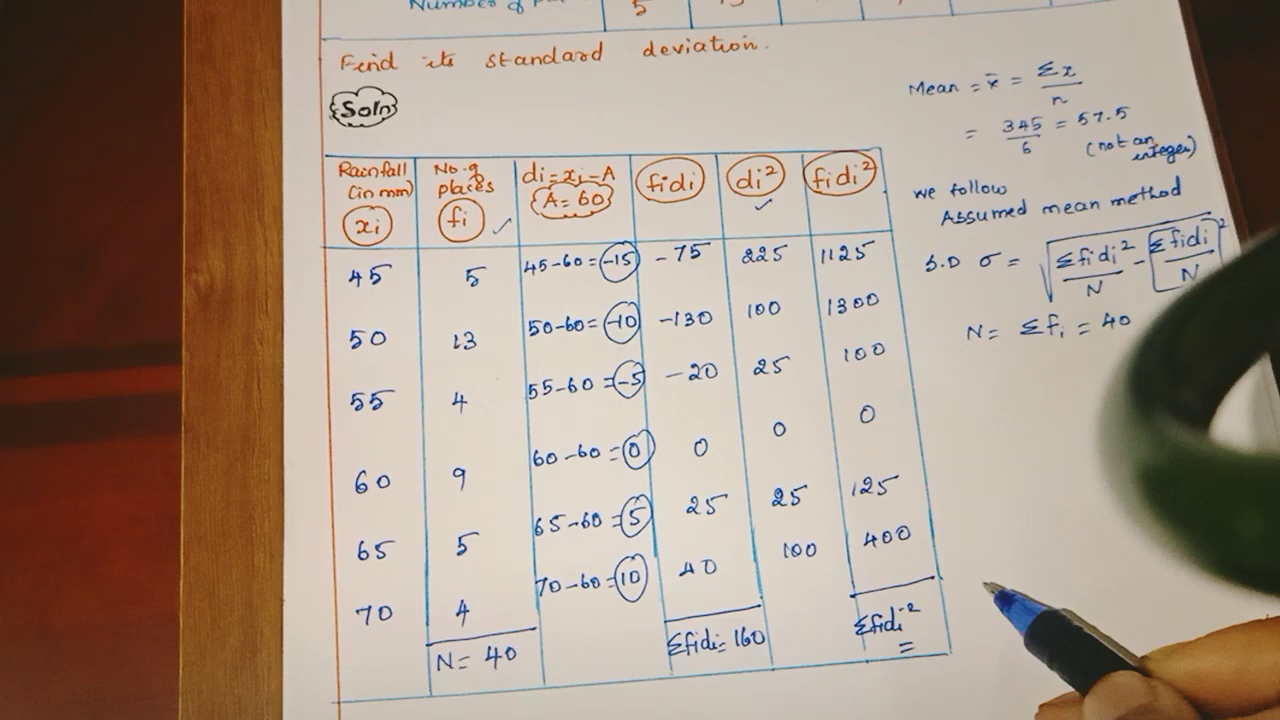 Number of
5
Find its standard deviation.
Soln
Rainfall (in mm) xi | No. of places fi ✓ | di = xi - A A = 60 | fidi | di² ✓ | fidi²
45 | 5 | 45-60 = -15 | -75 | 225 | 1125
50 | 13 | 50-60 = -10 | -130 | 100 | 1300
55 | 4 | 55-60 = -5 | -20 | 25 | 100
60 | 9 | 60-60 = 0 | 0 | 0 | 0
65 | 5 | 65-60 = 5 | 25 | 25 | 125
70 | 4 | 70-60 = 10 | 40 | 100 | 400
N = 40 | Σfidi = 160 | Σfidi² =
Mean = x̄ = Σx/n
= 345/6 = 57.5
(not an integer)
we follow
Assumed mean method
S.D σ = √(Σfidi²/N - (Σfidi/N)²)
N = Σfi = 40